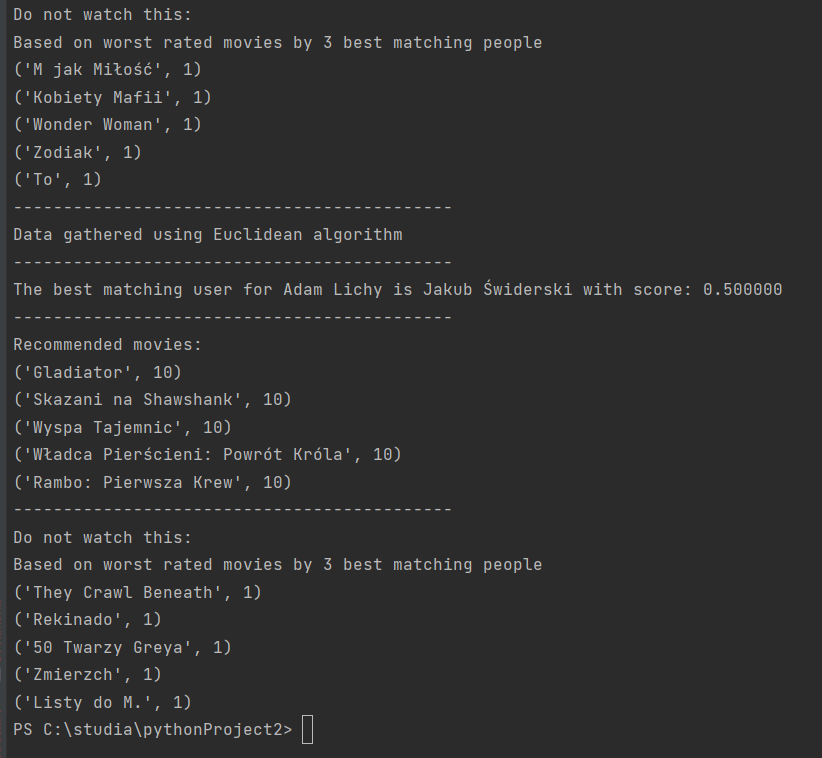 Do not watch this:
Based on worst rated movies by 3 best matching people
('M jak Miłość', 1)
('Kobiety Mafii', 1)
('Wonder Woman', 1)
('Zodiak', 1)
('To', 1)
--------------------------------------------
Data gathered using Euclidean algorithm
--------------------------------------------
The best matching user for Adam Lichy is Jakub Świderski with score: 0.500000
--------------------------------------------
Recommended movies:
('Gladiator', 10)
('Skazani na Shawshank', 10)
('Wyspa Tajemnic', 10)
('Władca Pierścieni: Powrót Króla', 10)
('Rambo: Pierwsza Krew', 10)
--------------------------------------------
Do not watch this:
Based on worst rated movies by 3 best matching people
('They Crawl Beneath', 1)
('Rekinado', 1)
('50 Twarzy Greya', 1)
('Zmierzch', 1)
('Listy do M.', 1)
PS C:\studia\pythonProject2>